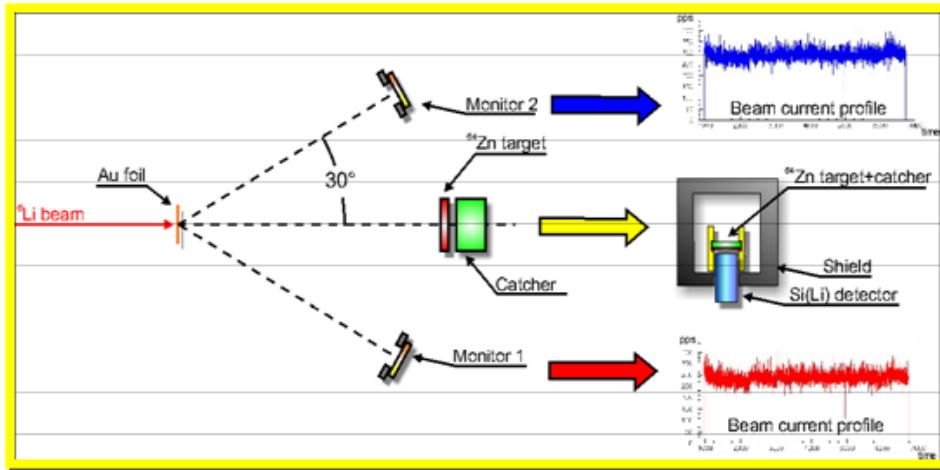 pps
Beam current profile
time
Monitor 2
⁶⁴Zn target
Au foil
30°
⁶Li beam
Catcher
⁶⁴Zn target+catcher
Shield
Si(Li) detector
Monitor 1
pps
Beam current profile
time